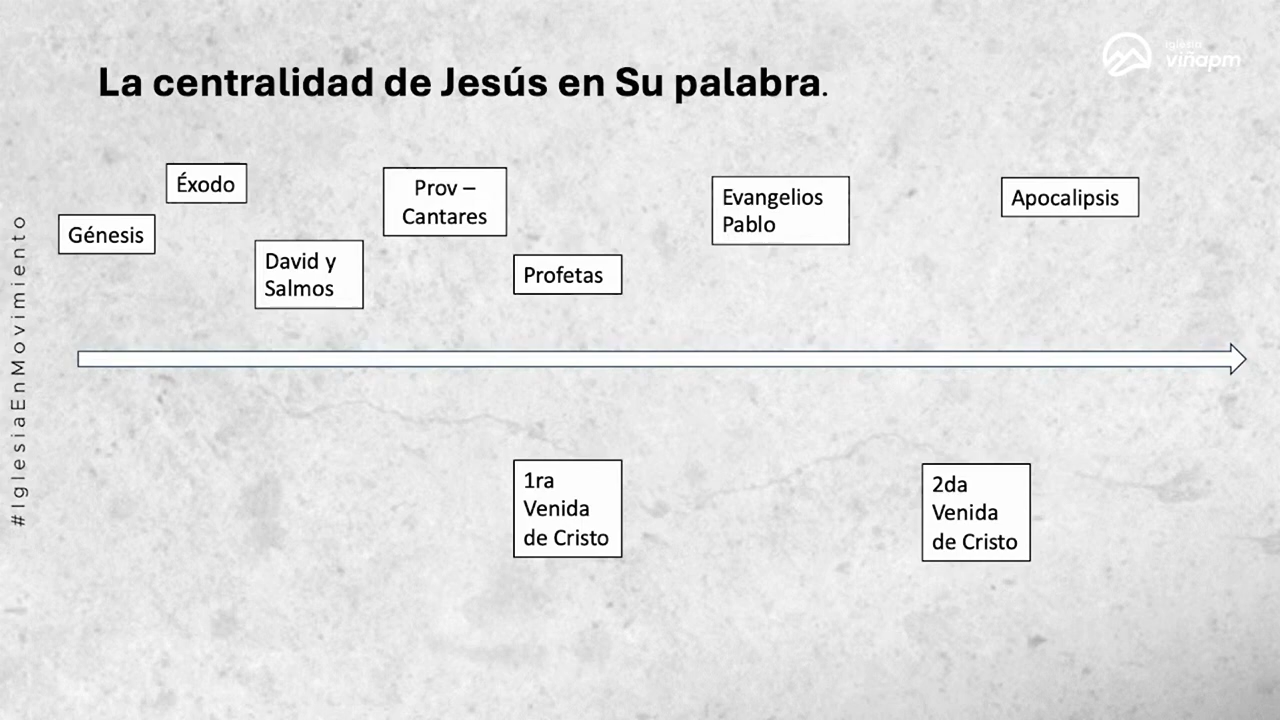 La centralidad de Jesús en Su palabra.
iglesia
viñapm
Éxodo
Génesis
David y
Salmos
Prov –
Cantares
Profetas
Evangelios
Pablo
Apocalipsis
1ra
Venida
de Cristo
2da
Venida
de Cristo
#IglesiaEnMovimiento